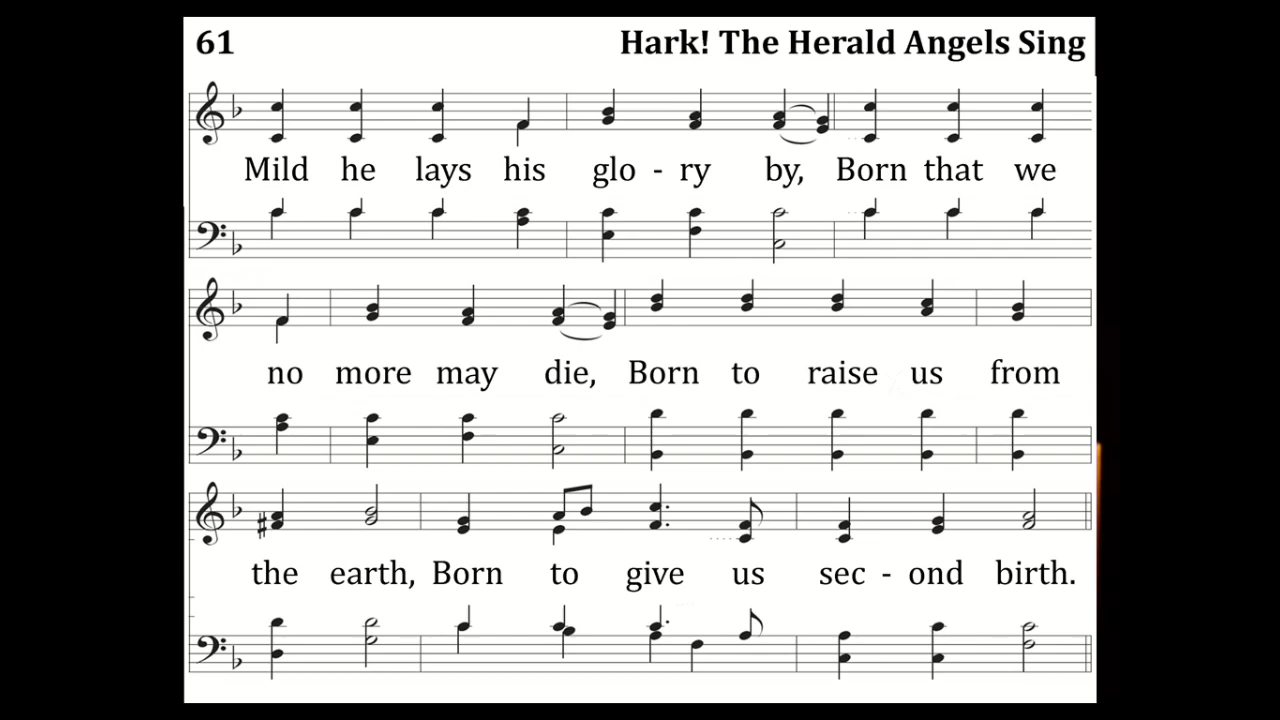 61 Hark! The Herald Angels Sing
Mild he lays his glo - ry by, Born that we
no more may die, Born to raise us from
the earth, Born to give us sec - ond birth.